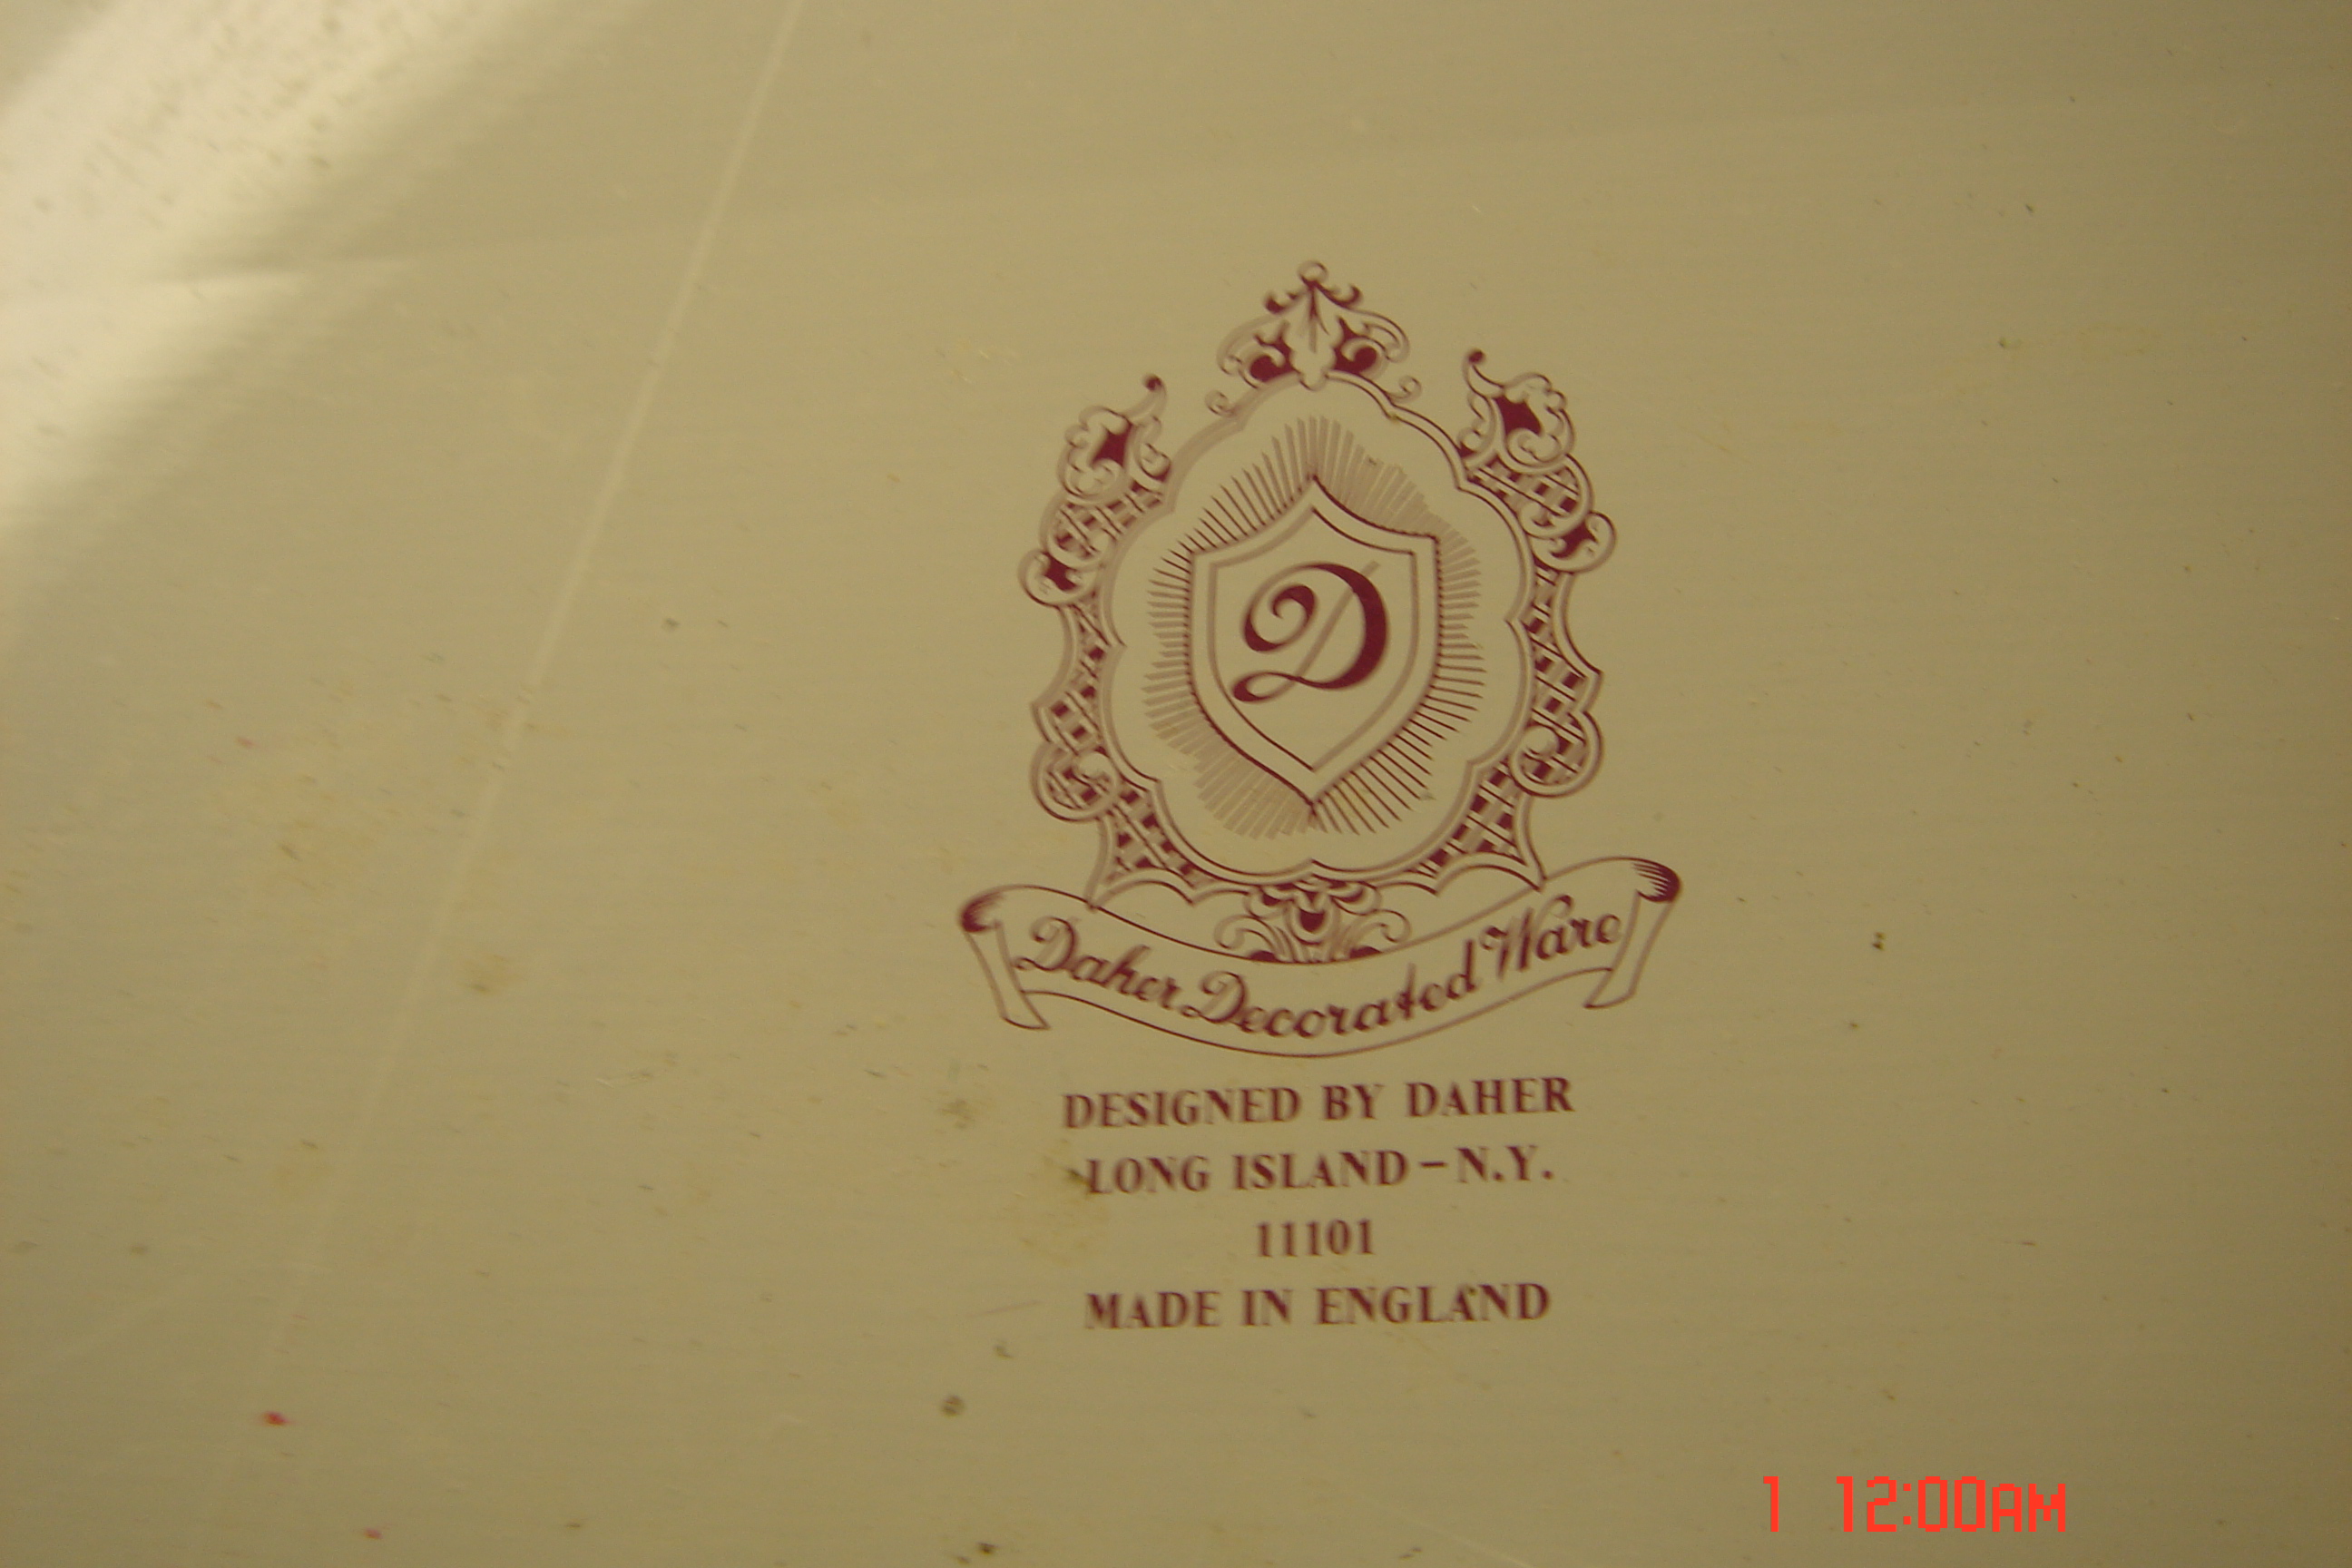 D
Daher Decorated Ware
DESIGNED BY DAHER
LONG ISLAND - N.Y.
11101
MADE IN ENGLAND
1 12:00AM